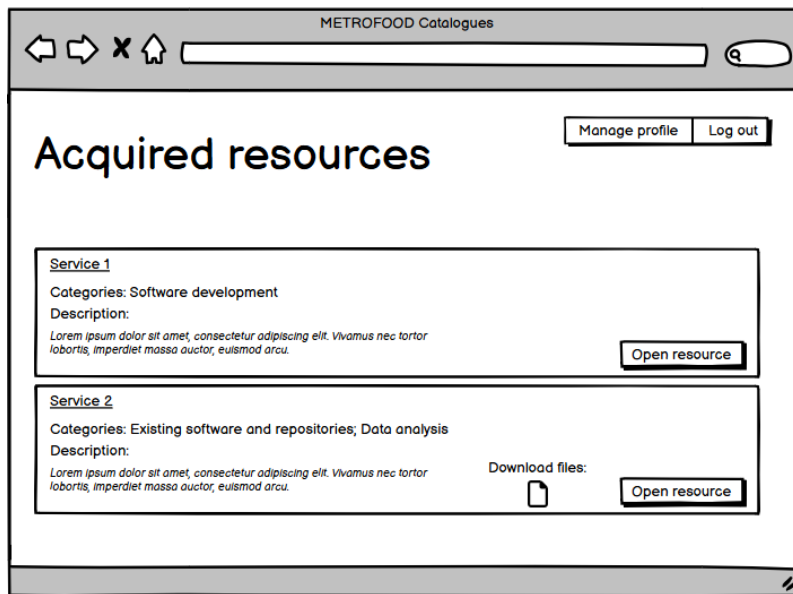 METROFOOD Catalogues
Manage profile
Log out
Acquired resources
Service 1
Categories: Software development
Description:
Lorem ipsum dolor sit amet, consectetur adipiscing elit. Vivamus nec tortor
lobortis, imperdiet massa auctor, euismod arcu.
Open resource
Service 2
Categories: Existing software and repositories; Data analysis
Description:
Lorem ipsum dolor sit amet, consectetur adipiscing elit. Vivamus nec tortor
lobortis, imperdiet massa auctor, euismod arcu.
Download files:
Open resource